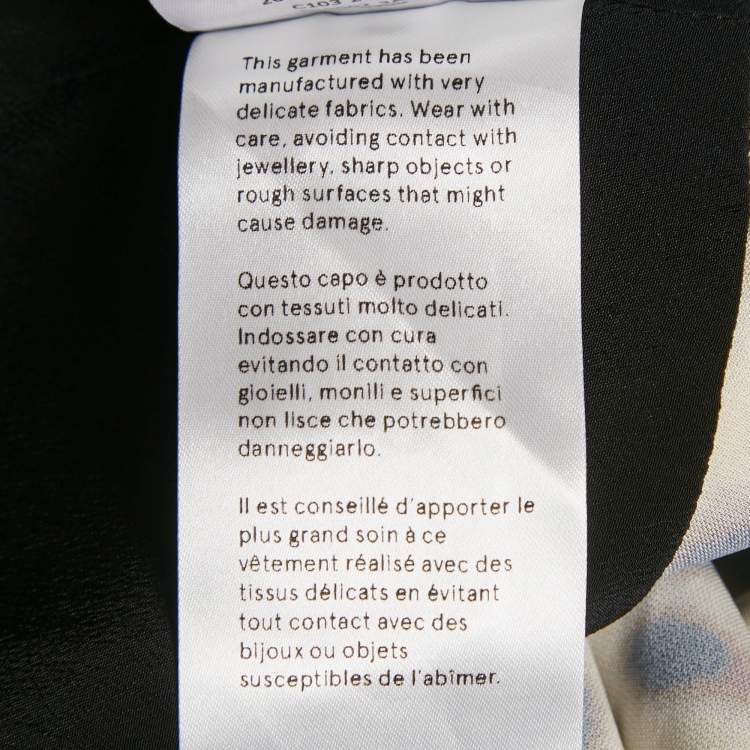 This garment has been
manufactured with very
delicate fabrics. Wear with
care, avoiding contact with
jewellery, sharp objects or
rough surfaces that might
cause damage.
Questo capo è prodotto
con tessuti molto delicati.
Indossare con cura
evitando il contatto con
gioielli, monili e superfici
non lisce che potrebbero
danneggiarlo.
Il est conseillé d'apporter le
plus grand soin à ce
vêtement réalisé avec des
tissus délicats en évitant
tout contact avec des
bijoux ou objets
susceptibles de l'abîmer.